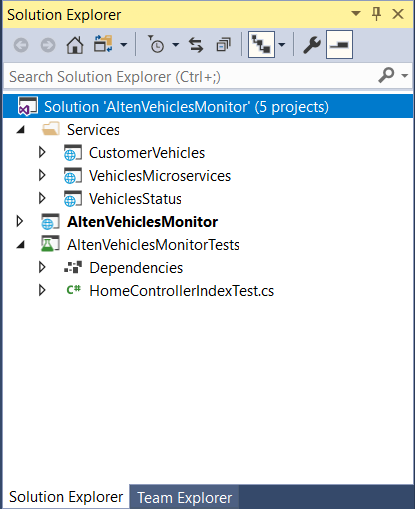 Solution Explorer
Search Solution Explorer (Ctrl+;)
Solution 'AltenVehiclesMonitor' (5 projects)
Services
CustomerVehicles
VehiclesMicroservices
VehiclesStatus
AltenVehiclesMonitor
AltenVehiclesMonitorTests
Dependencies
C# HomeControllerIndexTest.cs
Solution Explorer Team Explorer